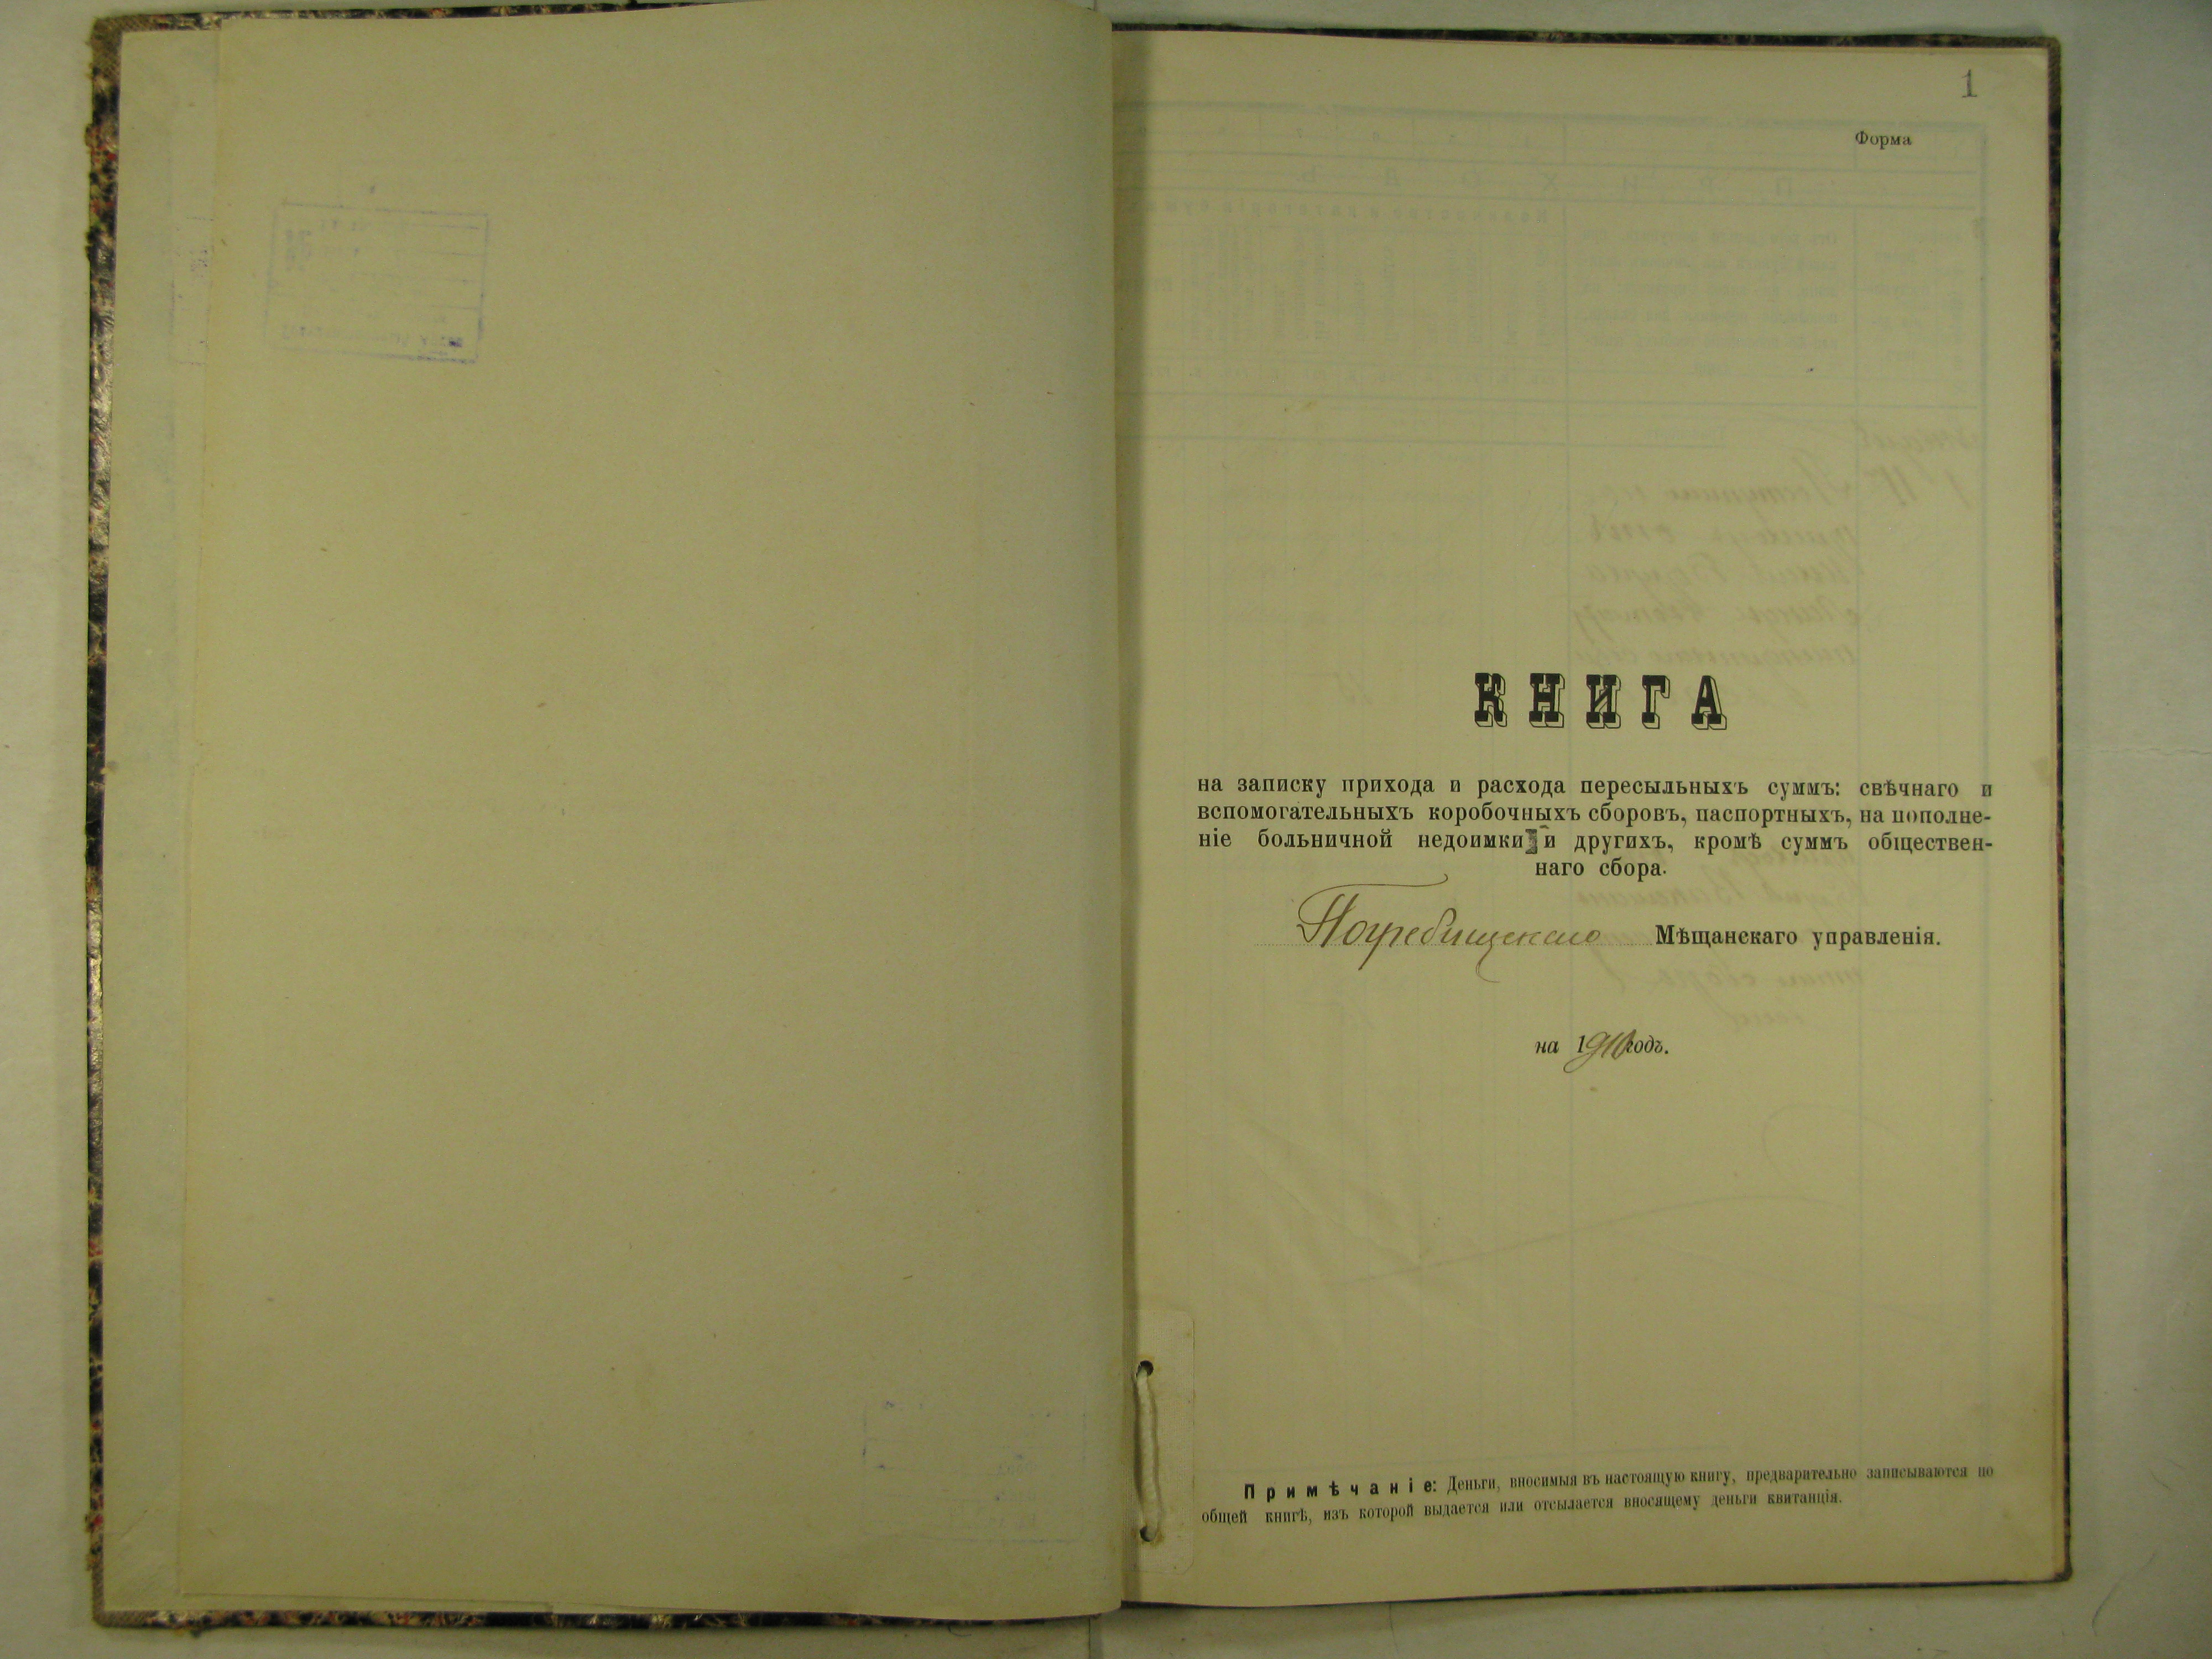 1
Форма
КНИГА
на записку прихода и расхода пересыльныхъ суммъ: свѣчнаго и
вспомогательныхъ коробочныхъ сборовъ, паспортныхъ, на пополне-
ніе больничной недоимки и другихъ, кромѣ суммъ обществен-
наго сбора.
Погребищскаго Мѣщанскаго управленія.
на 1910 годъ.
Примѣчаніе: Деньги, вносимыя въ настоящую книгу, предварительно записываются по
общей книгѣ, изъ которой выдается или отсылается вносящему деньги квитанція.